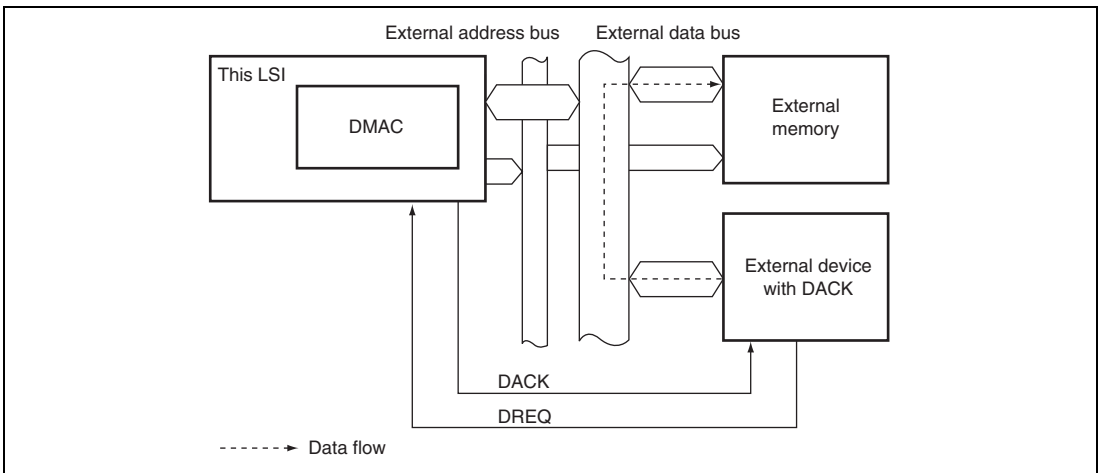 External address bus
External data bus
This LSI
DMAC
External
memory
External device
with DACK
DACK
DREQ
Data flow